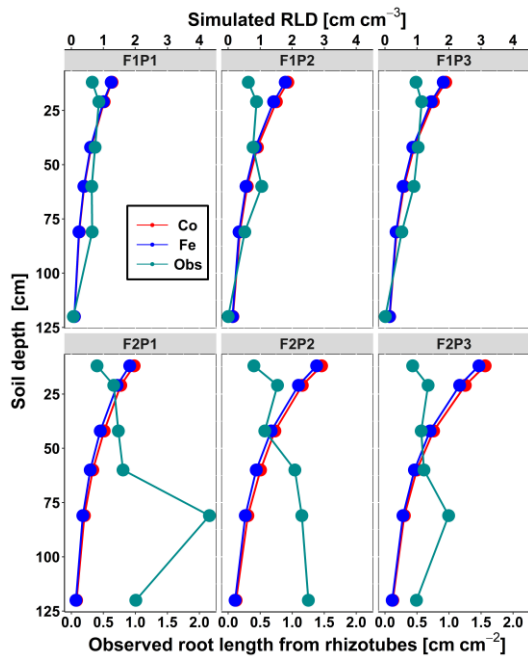 Simulated RLD [cm cm⁻³]
0 1 2 3 4 0 1 2 3 4 0 1 2 3 4
F1P1 F1P2 F1P3
25
50
75
100
125
Co
Fe
Obs
Soil depth [cm]
F2P1 F2P2 F2P3
25
50
75
100
125
0.0 0.5 1.0 1.5 2.0 0.0 0.5 1.0 1.5 2.0 0.0 0.5 1.0 1.5 2.0
Observed root length from rhizotubes [cm cm⁻²]